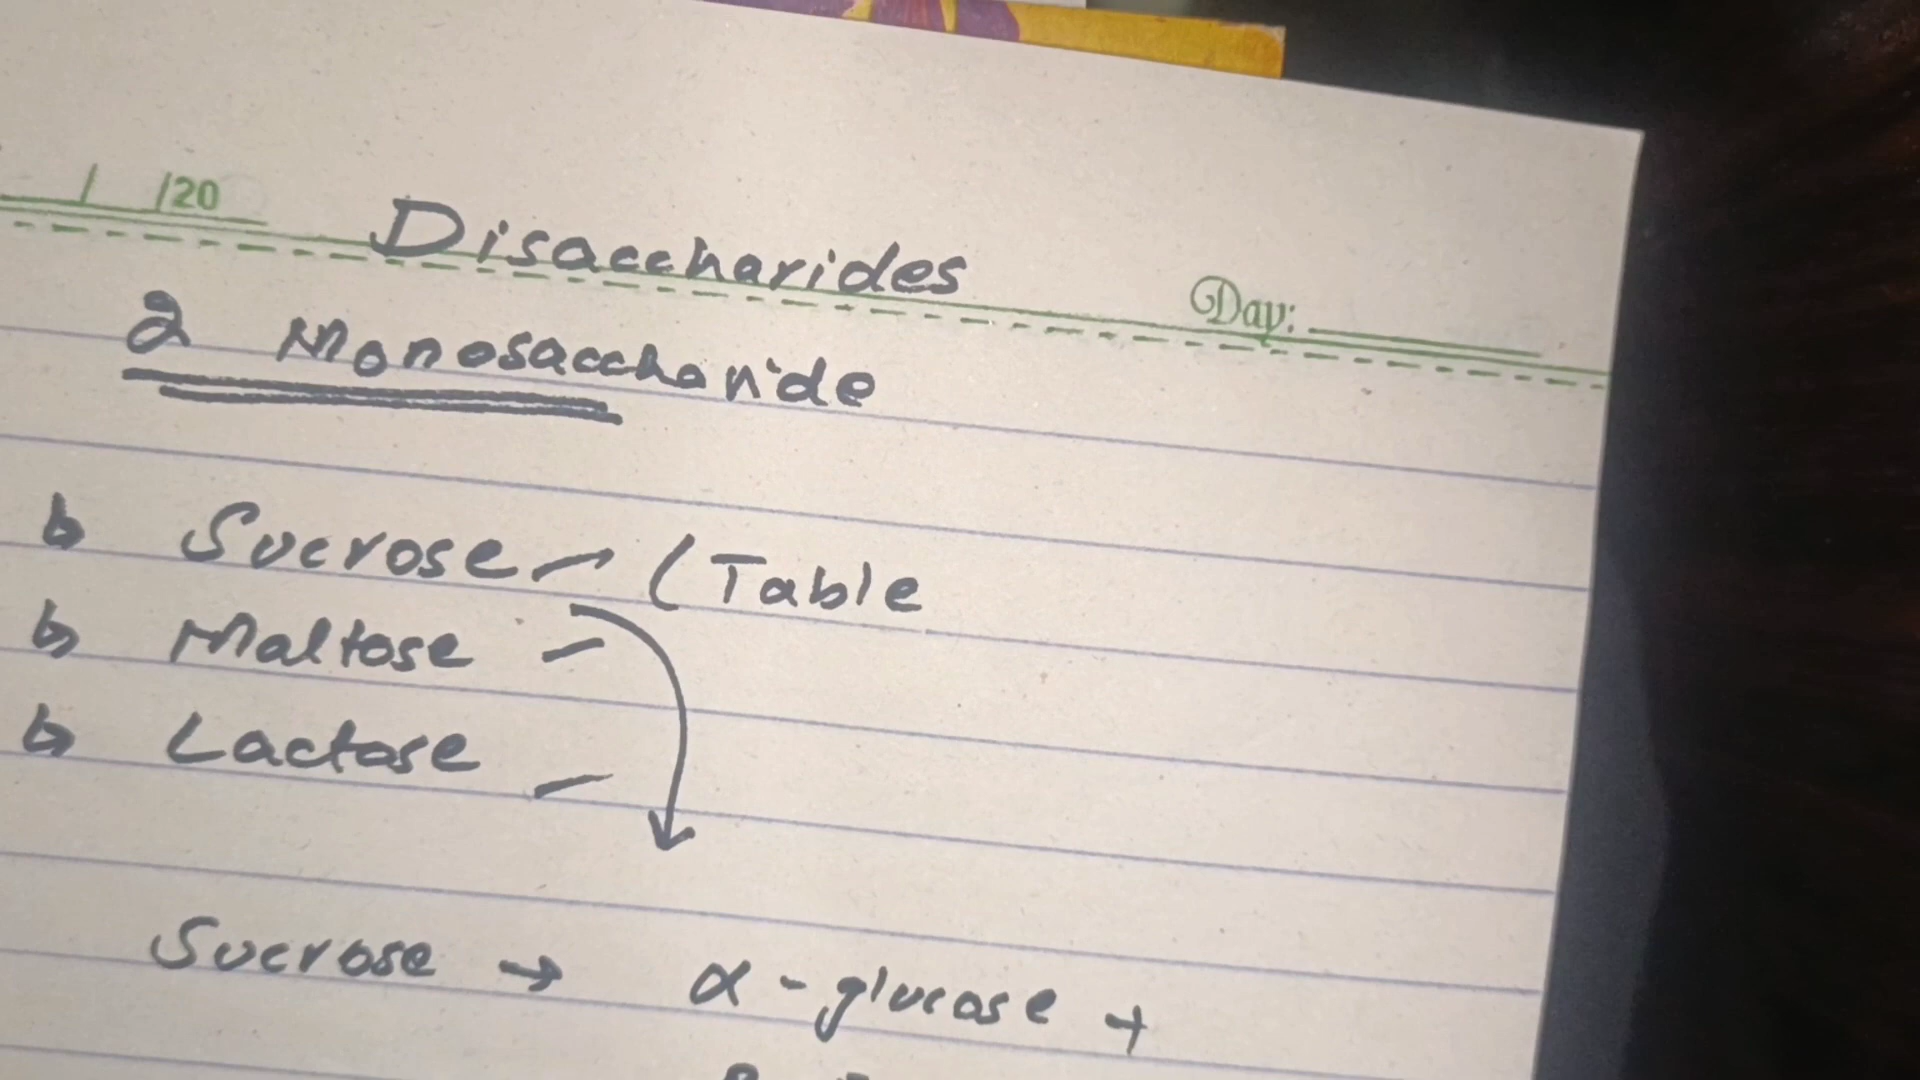 / /20
Disaccharides
Day:
2 Monosaccharide
↳ Sucrose – (Table
↳ Maltose –
↳ Lactose –
Sucrose → α - glucose +